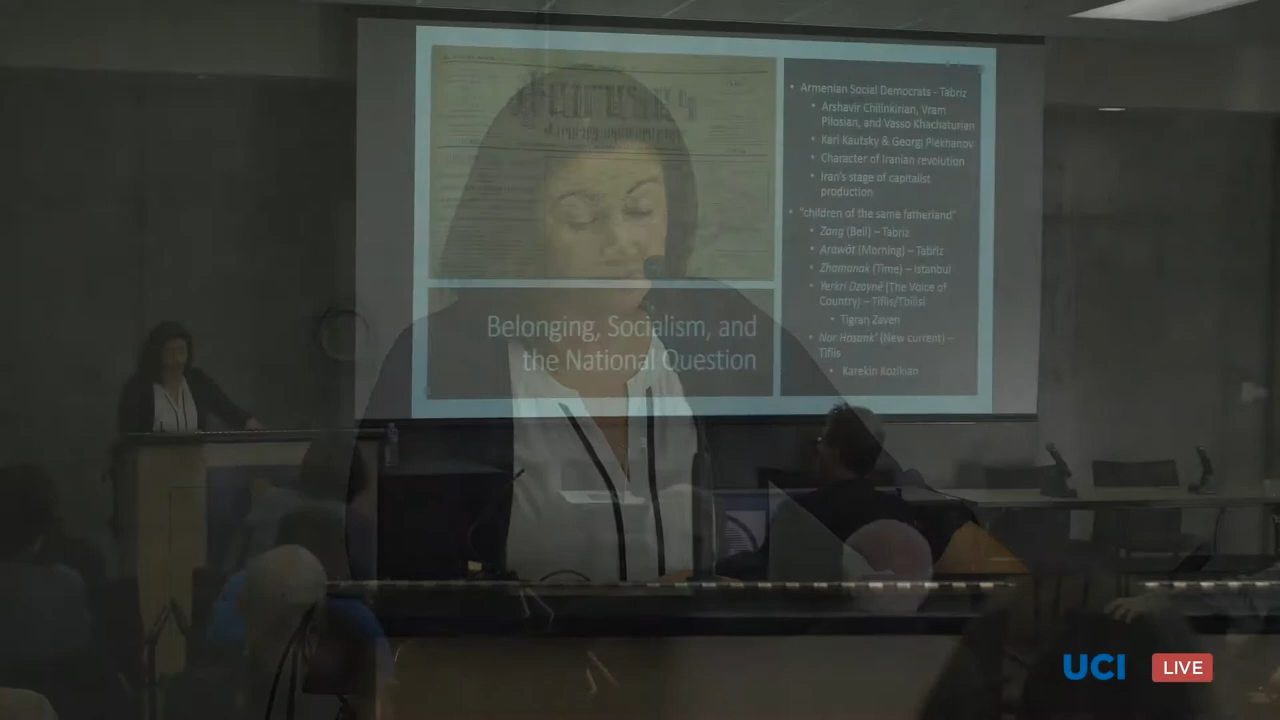 Belonging, Socialism, and
the National Question
• Armenian Social Democrats - Tabriz
• Arshavir Chilinkirian, Vram
Pilosian, and Vasso Khachaturian
• Karl Kautsky & Georgi Plekhanov
• Character of Iranian revolution
• Iran's stage of capitalist
production
• "children of the same fatherland"
• Zang (Bell) – Tabriz
• Aṙawōt (Morning) – Tabriz
• Zhamanak (Time) – Istanbul
• Yerkri Dzayně (The Voice of
Country) – Tiflis/Tbilisi
• Tigran Zaven
• Nor Hosank' (New current) –
Tiflis
• Karekin Kozikian
UCI LIVE